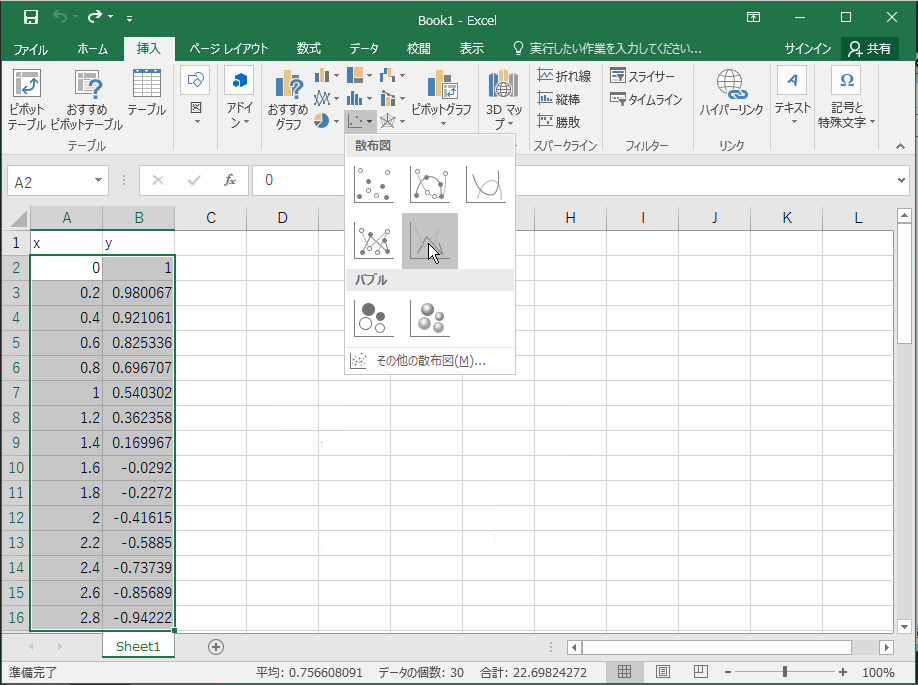 Book1 - Excel
ファイル ホーム 挿入 ページ レイアウト 数式 データ 校閲 表示 実行したい作業を入力してください... サインイン 共有
ピボット
テーブル
おすすめ
ピボットテーブル
テーブル
図
アドイ
ン
おすすめ
グラフ
ピボットグラフ
3D マッ
プ
折れ線
縦棒
勝敗
スライサー
タイムライン
ハイパーリンク
テキスト
記号と
特殊文字
テーブル スパークライン フィルター リンク
散布図
バブル
その他の散布図(M)...
A2 fx 0
A B C D H I J K L
1 x y
2 0 1
3 0.2 0.980067
4 0.4 0.921061
5 0.6 0.825336
6 0.8 0.696707
7 1 0.540302
8 1.2 0.362358
9 1.4 0.169967
10 1.6 -0.0292
11 1.8 -0.2272
12 2 -0.41615
13 2.2 -0.5885
14 2.4 -0.73739
15 2.6 -0.85689
16 2.8 -0.94222
Sheet1
準備完了 平均: 0.756608091 データの個数: 30 合計: 22.69824272 100%